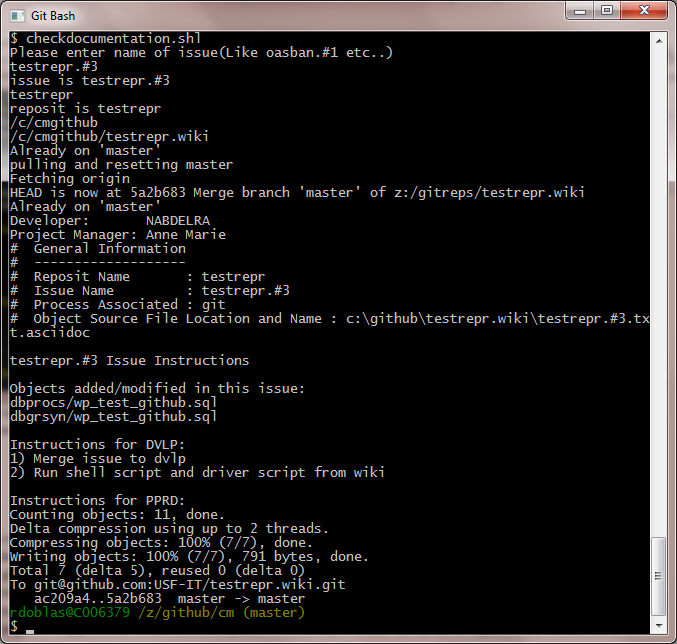 Git Bash
$ checkdocumentation.shl
Please enter name of issue(Like oasban.#1 etc..)
testrepr.#3
issue is testrepr.#3
testrepr
reposit is testrepr
/c/cmgithub
/c/cmgithub/testrepr.wiki
Already on 'master'
pulling and resetting master
Fetching origin
HEAD is now at 5a2b683 Merge branch 'master' of z:/gitreps/testrepr.wiki
Already on 'master'
Developer:       NABDELRA
Project Manager: Anne Marie
#  General Information
#  -------------------
#  Reposit Name       : testrepr
#  Issue Name         : testrepr.#3
#  Process Associated : git
#  Object Source File Location and Name : c:\github\testrepr.wiki\testrepr.#3.tx
t.asciidoc
testrepr.#3 Issue Instructions
Objects added/modified in this issue:
dbprocs/wp_test_github.sql
dbgrsyn/wp_test_github.sql
Instructions for DVLP:
1) Merge issue to dvlp
2) Run shell script and driver script from wiki
Instructions for PPRD:
Counting objects: 11, done.
Delta compression using up to 2 threads.
Compressing objects: 100% (7/7), done.
Writing objects: 100% (7/7), 791 bytes, done.
Total 7 (delta 5), reused 0 (delta 0)
To git@github.com:USF-IT/testrepr.wiki.git
   ac209a4..5a2b683  master -> master
rdoblas@C006379 /z/github/cm (master)
$